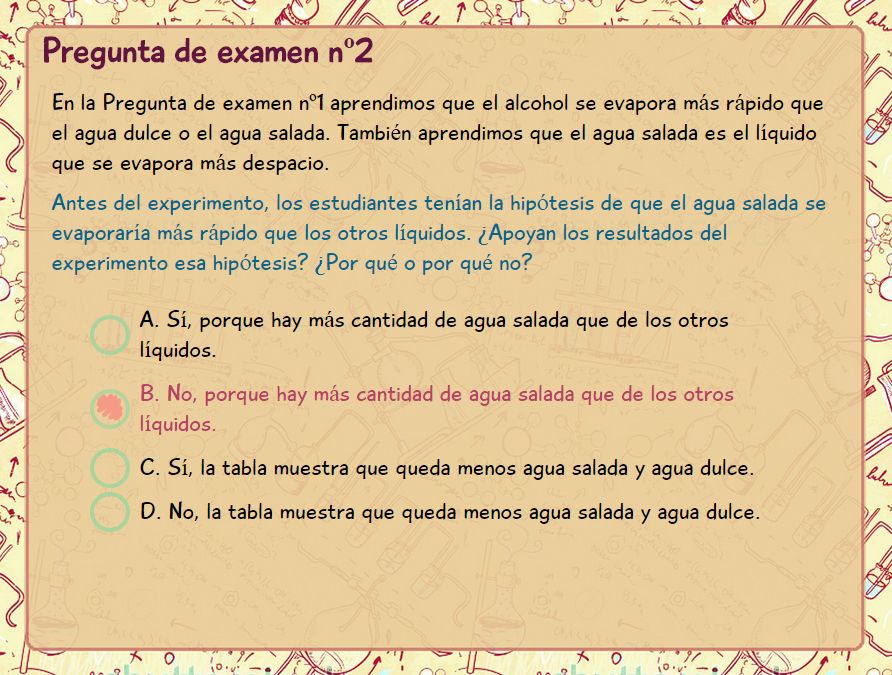 Pregunta de examen nº2
En la Pregunta de examen nº1 aprendimos que el alcohol se evapora más rápido que
el agua dulce o el agua salada. También aprendimos que el agua salada es el líquido
que se evapora más despacio.
Antes del experimento, los estudiantes tenían la hipótesis de que el agua salada se
evaporaría más rápido que los otros líquidos. ¿Apoyan los resultados del
experimento esa hipótesis? ¿Por qué o por qué no?
A. Sí, porque hay más cantidad de agua salada que de los otros
líquidos.
B. No, porque hay más cantidad de agua salada que de los otros
líquidos.
C. Sí, la tabla muestra que queda menos agua salada y agua dulce.
D. No, la tabla muestra que queda menos agua salada y agua dulce.